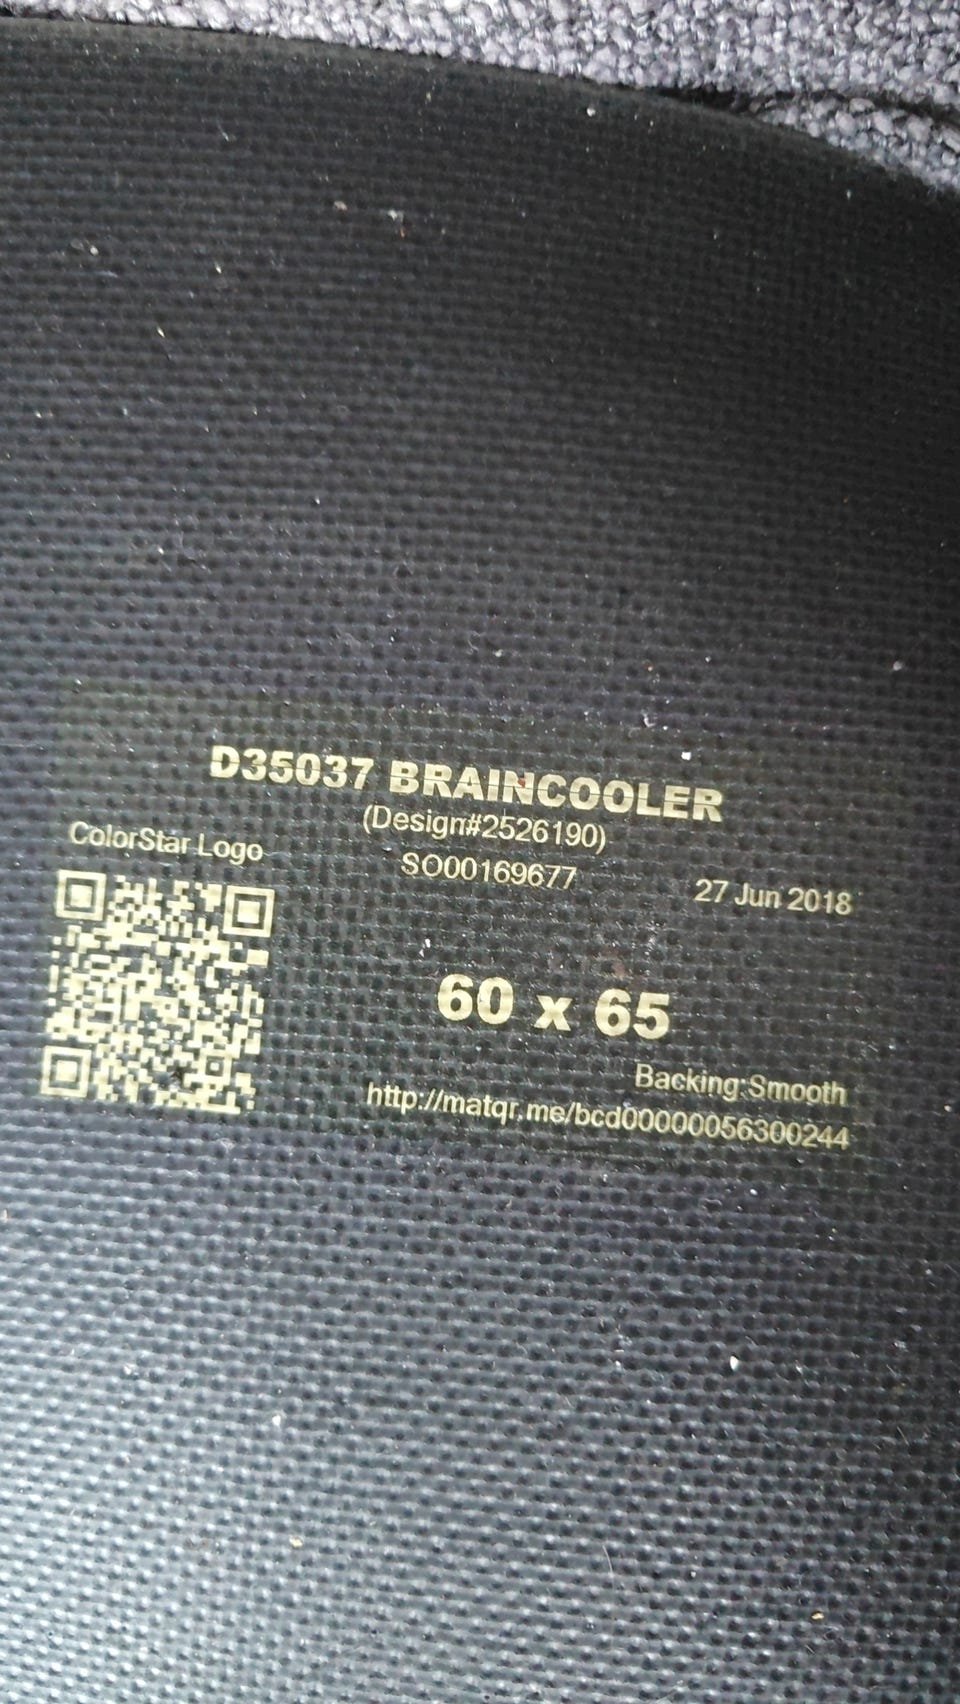 D35037 BRAINCOOLER
(Design#2526190)
ColorStar Logo
SO00169677
27 Jun 2018
60 x 65
Backing:Smooth
http://matqr.me/bcd00000056300244